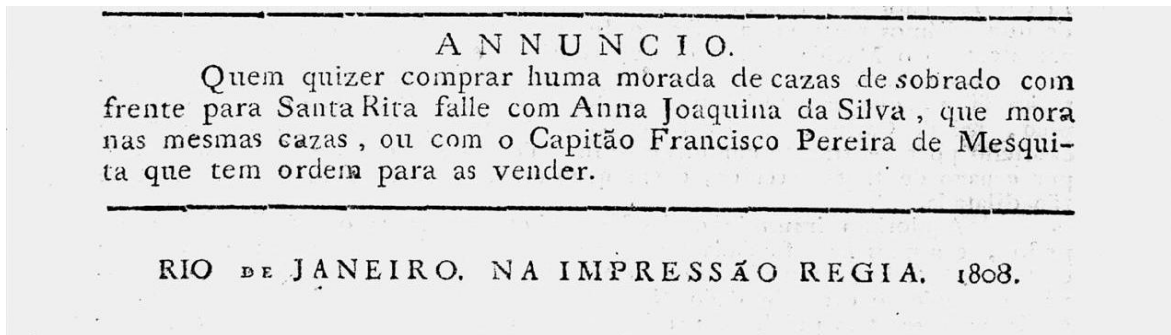 ANNUNCIO.
Quem quizer comprar huma morada de cazas de sobrado com
frente para Santa Rita falle com Anna Joaquina da Silva, que mora
nas mesmas cazas, ou com o Capitão Francisco Pereira de Mesqui-
ta que tem ordem para as vender.
RIO DE JANEIRO. NA IMPRESSÃO REGIA. 1808.